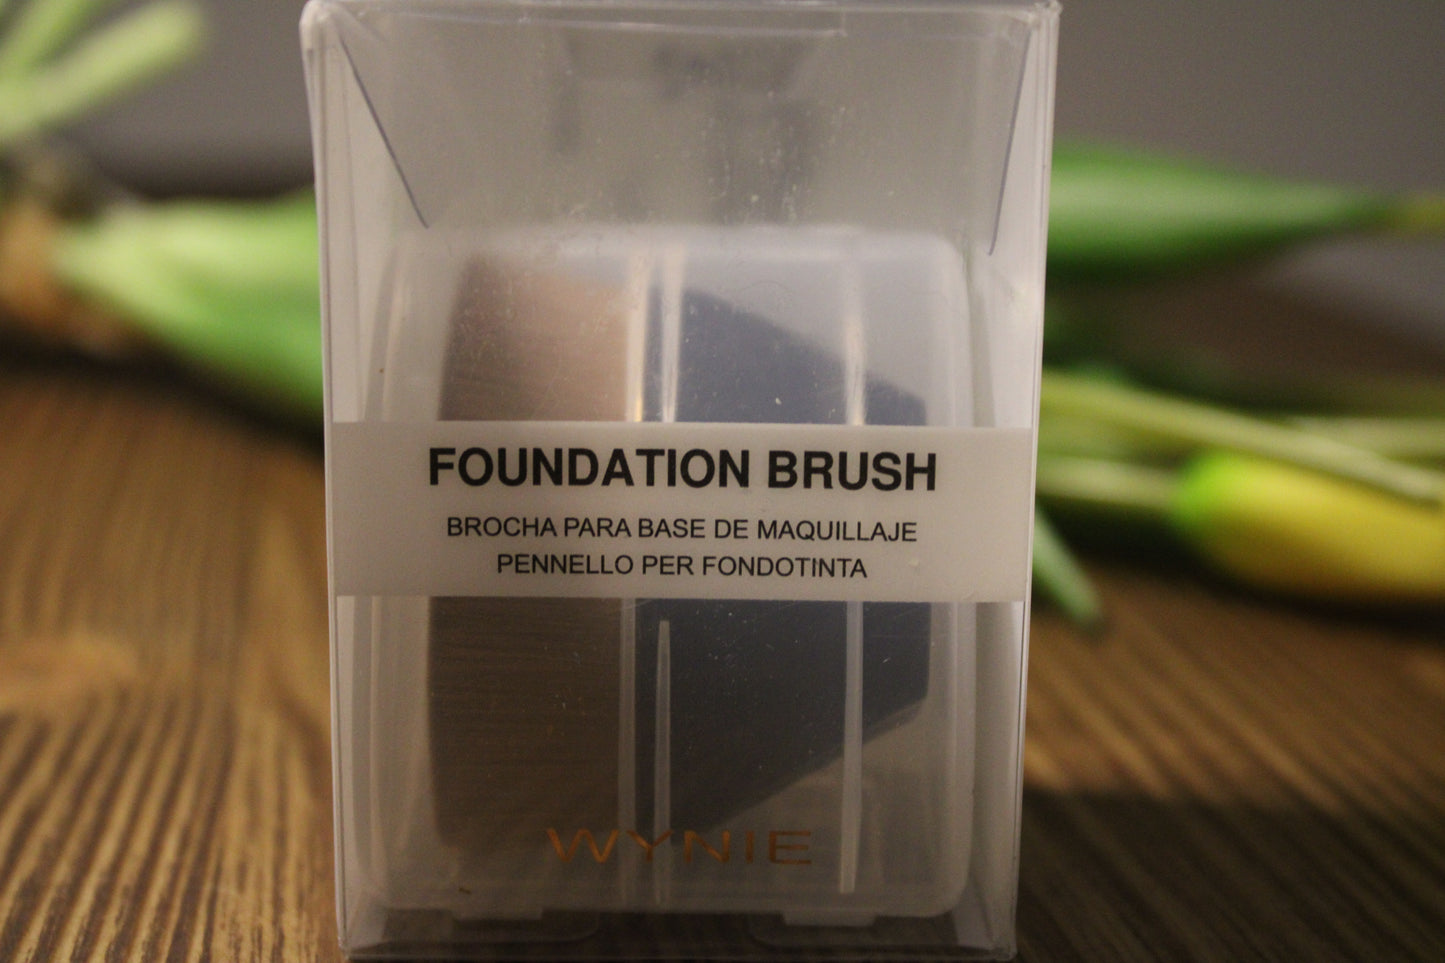 FOUNDATION BRUSH
BROCHA PARA BASE DE MAQUILLAJE
PENNELLO PER FONDOTINTA
WYNIE